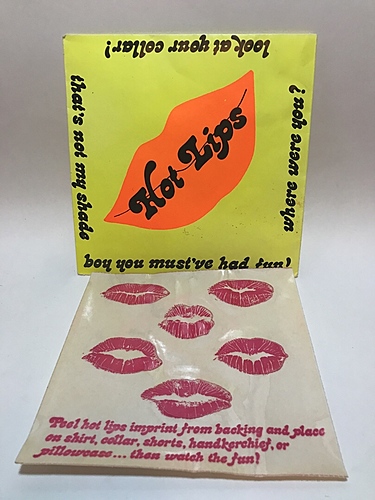 look at your collar!
where were you?
boy you must've had fun!
that's not my shade
Hot Lips
Peel hot lips imprint from backing and place
on shirt, collar, shorts, handkerchief, or
pillowcase... then watch the fun!